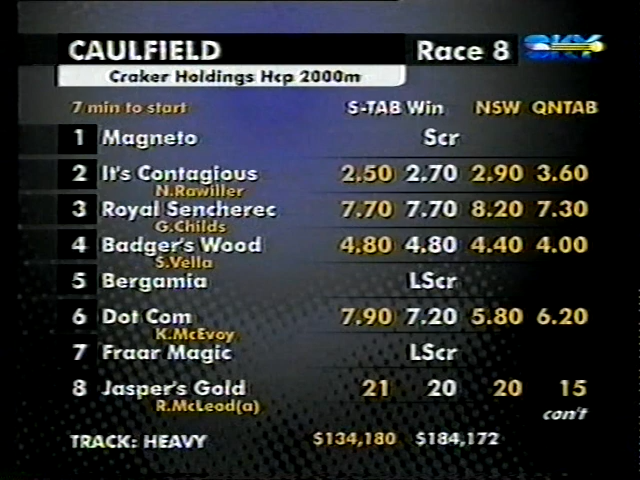 CAULFIELD Race 8 SKY
Craker Holdings Hcp 2000m
7 min to start S-TAB Win NSW QNTAB
1 Magneto Scr
2 It's Contagious 2.50 2.70 2.90 3.60
N.Rawiller
3 Royal Sencherec 7.70 7.70 8.20 7.30
G.Childs
4 Badger's Wood 4.80 4.80 4.40 4.00
S.Vella
5 Bergamia LScr
6 Dot Com 7.90 7.20 5.80 6.20
K.McEvoy
7 Fraar Magic LScr
8 Jasper's Gold 21 20 20 15
R.McLeod(a)
con't
TRACK: HEAVY $134,180 $184,172